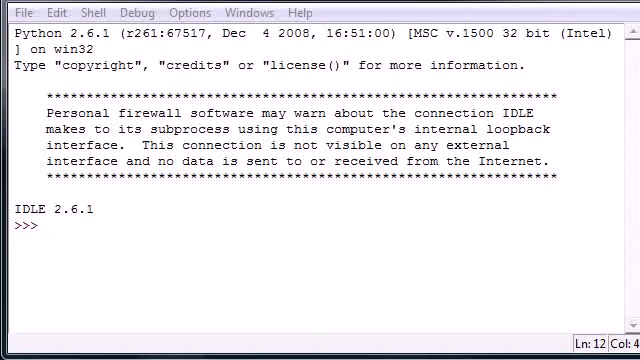 File Edit Shell Debug Options Windows Help
Python 2.6.1 (r261:67517, Dec  4 2008, 16:51:00) [MSC v.1500 32 bit (Intel)
] on win32
Type "copyright", "credits" or "license()" for more information.
****************************************************************
Personal firewall software may warn about the connection IDLE
makes to its subprocess using this computer's internal loopback
interface.  This connection is not visible on any external
interface and no data is sent to or received from the Internet.
****************************************************************
IDLE 2.6.1
>>>
Ln: 12 Col: 4